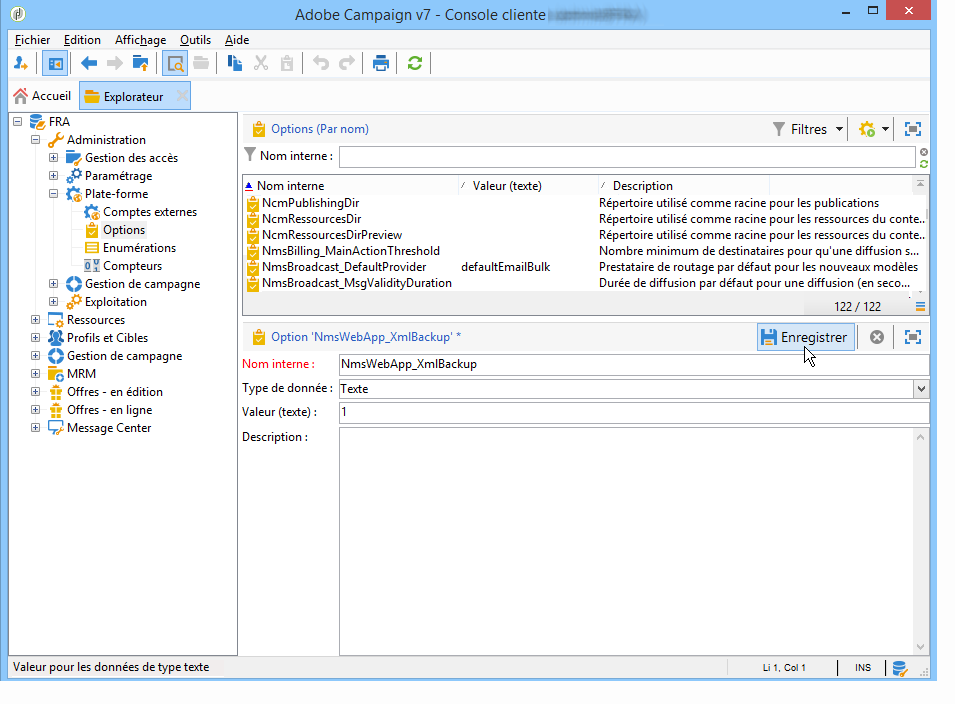 Adobe Campaign v7 - Console cliente
Fichier Edition Affichage Outils Aide
Accueil Explorateur
FRA
Administration
Gestion des accès
Paramétrage
Plate-forme
Comptes externes
Options
Enumérations
Compteurs
Gestion de campagne
Exploitation
Ressources
Profils et Cibles
Gestion de campagne
MRM
Offres - en édition
Offres - en ligne
Message Center
Options (Par nom) Filtres
Nom interne :
Nom interne Valeur (texte) Description
NcmPublishingDir Répertoire utilisé comme racine pour les publications
NcmRessourcesDir Répertoire utilisé comme racine pour les ressources du conte...
NcmRessourcesDirPreview Répertoire utilisé comme racine pour les ressources du conte...
NmsBilling_MainActionThreshold Nombre minimum de destinataires pour qu'une diffusion s...
NmsBroadcast_DefaultProvider defaultEmailBulk Prestataire de routage par défaut pour les nouveaux modèles
NmsBroadcast_MsgValidityDuration Durée de diffusion par défaut pour une diffusion (en seco...
122 / 122
Option 'NmsWebApp_XmlBackup' * Enregistrer
Nom interne : NmsWebApp_XmlBackup
Type de donnée : Texte
Valeur (texte) : 1
Description :
Valeur pour les données de type texte Li 1, Col 1 INS